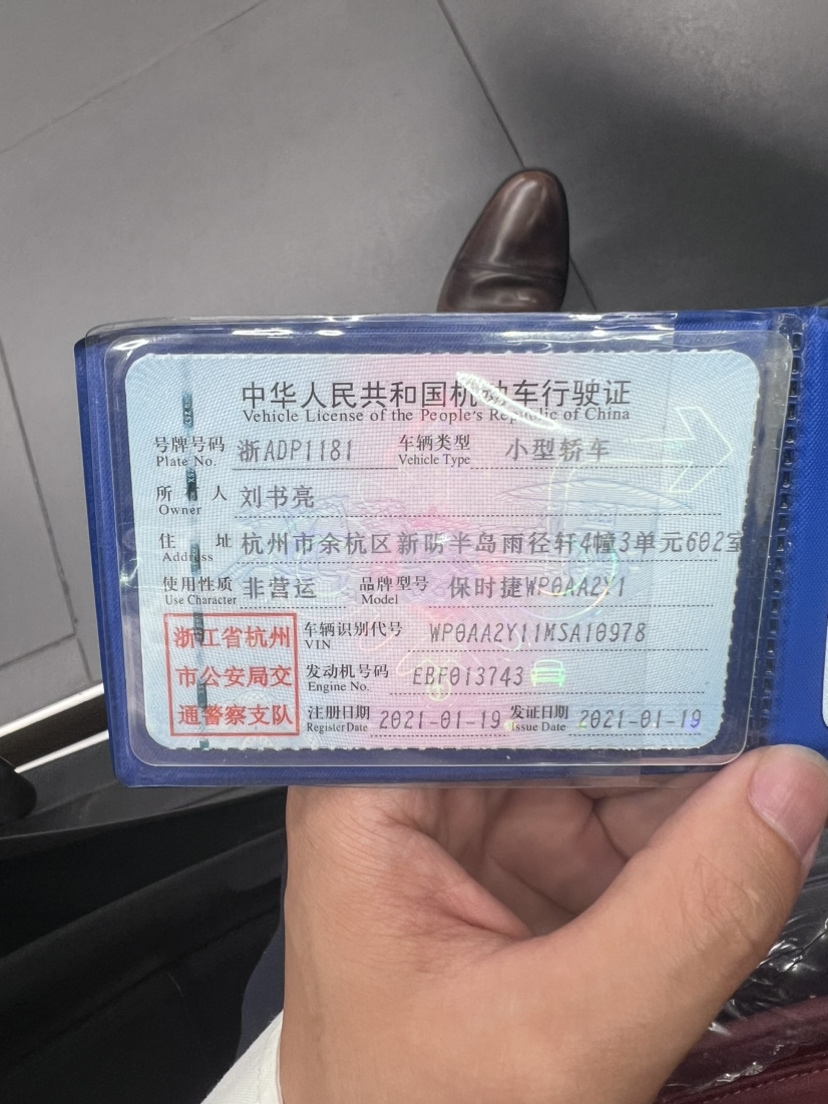 中华人民共和国机动车行驶证
Vehicle License of the People's Republic of China
号牌号码 浙ADP1181 车辆类型 小型轿车
Plate No. Vehicle Type
所有人 刘书亮
Owner
住址 杭州市余杭区新明半岛雨径轩4幢3单元602室
Address
使用性质 非营运 品牌型号 保时捷WP0AA2Y1
Use Character Model
浙江省杭州
市公安局交
通警察支队
车辆识别代号 WP0AA2Y11MSA10978
VIN
发动机号码 EBF013743
Engine No.
注册日期 2021-01-19 发证日期 2021-01-19
Register Date Issue Date